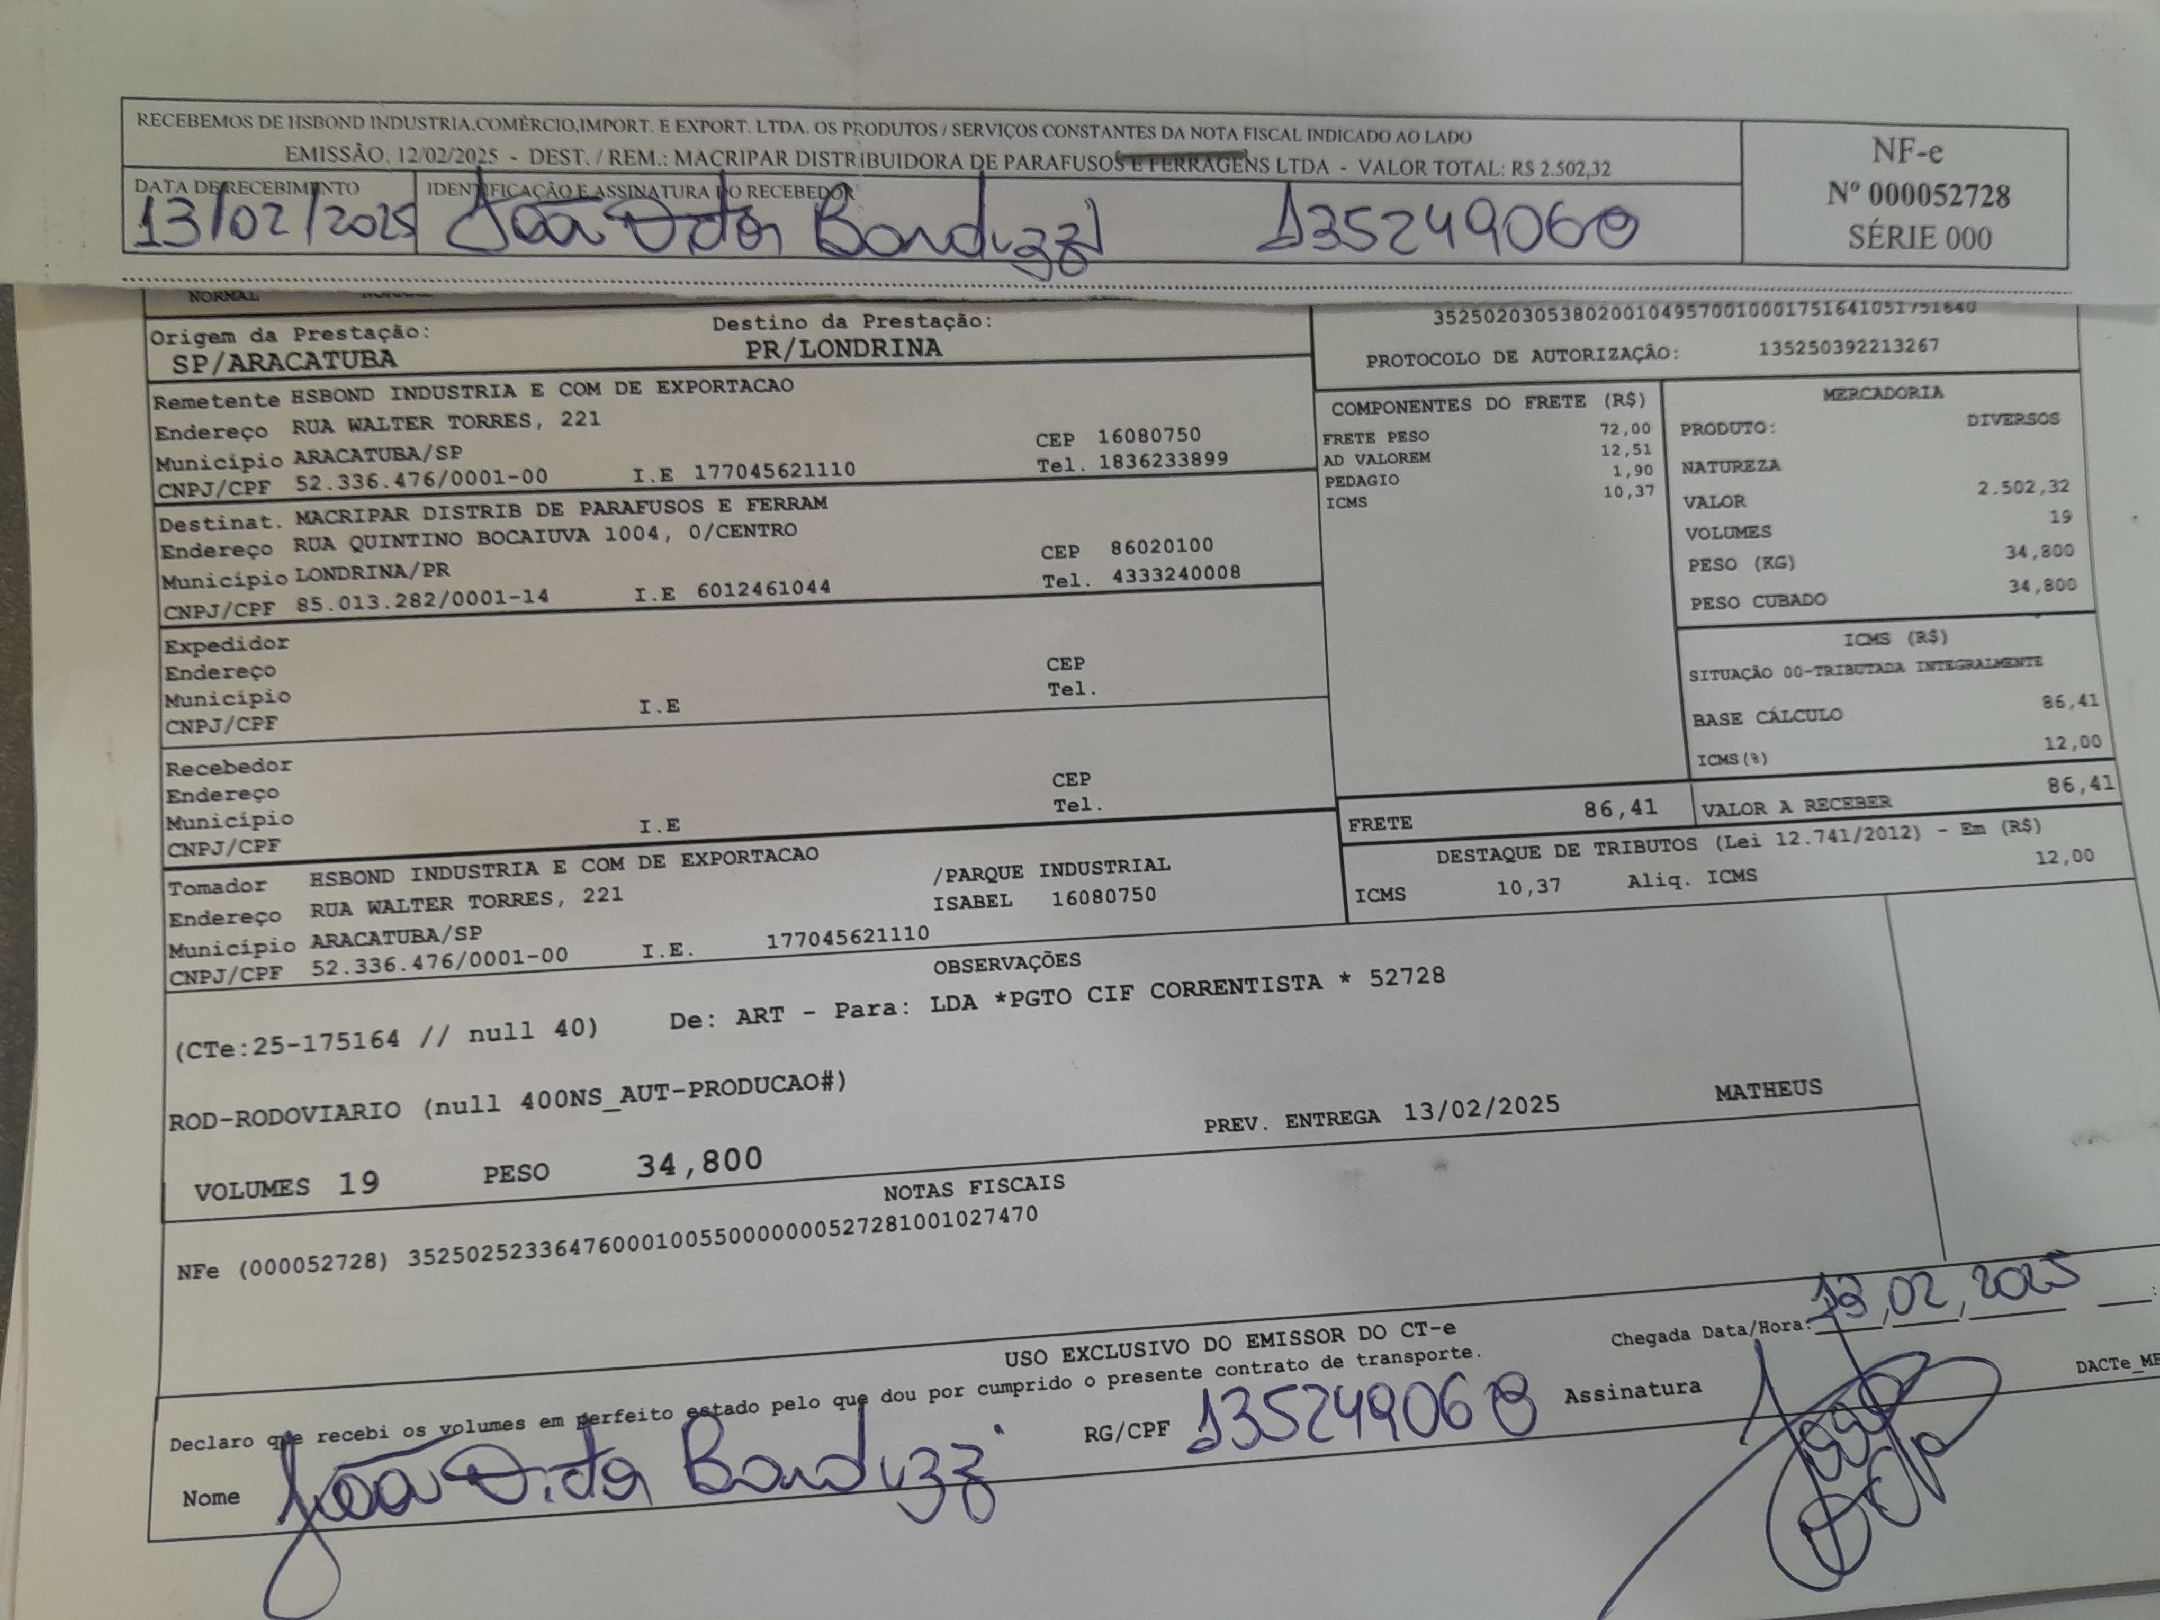 RECEBEMOS DE HSBOND INDUSTRIA,COMÉRCIO,IMPORT. E EXPORT. LTDA. OS PRODUTOS / SERVIÇOS CONSTANTES DA NOTA FISCAL INDICADO AO LADO
EMISSÃO: 12/02/2025 - DEST. / REM.: MACRIPAR DISTRIBUIDORA DE PARAFUSOS E FERRAGENS LTDA - VALOR TOTAL: R$ 2.502,32
NF-e
Nº 000052728
SÉRIE 000
DATA DE RECEBIMENTO
13/02/2025
IDENTIFICAÇÃO E ASSINATURA DO RECEBEDOR
João Vitor Banduzzi 135249060
NORMAL
Origem da Prestação:
SP/ARACATUBA
Destino da Prestação:
PR/LONDRINA
PROTOCOLO DE AUTORIZAÇÃO: 135250392213267
Remetente HSBOND INDUSTRIA E COM DE EXPORTACAO
Endereço RUA WALTER TORRES, 221
Município ARACATUBA/SP CEP 16080750
CNPJ/CPF 52.336.476/0001-00 I.E 177045621110 Tel. 1836233899
Destinat. MACRIPAR DISTRIB DE PARAFUSOS E FERRAM
Endereço RUA QUINTINO BOCAIUVA 1004, 0/CENTRO
Município LONDRINA/PR CEP 86020100
CNPJ/CPF 85.013.282/0001-14 I.E 6012461044 Tel. 4333240008
Expedidor
Endereço
Município CEP
CNPJ/CPF I.E Tel.
Recebedor
Endereço
Município CEP
CNPJ/CPF I.E Tel.
Tomador HSBOND INDUSTRIA E COM DE EXPORTACAO
Endereço RUA WALTER TORRES, 221 /PARQUE INDUSTRIAL
Município ARACATUBA/SP ISABEL 16080750
CNPJ/CPF 52.336.476/0001-00 I.E. 177045621110
COMPONENTES DO FRETE (R$)
FRETE PESO 72,00
AD VALOREM 12,51
PEDAGIO 1,90
ICMS 10,37
MERCADORIA
PRODUTO: DIVERSOS
NATUREZA
VALOR 2.502,32
VOLUMES 19
PESO (KG) 34,800
PESO CUBADO 34,800
ICMS (R$)
SITUAÇÃO 00-TRIBUTADA INTEGRALMENTE
BASE CÁLCULO 86,41
ICMS(%) 12,00
FRETE 86,41
VALOR A RECEBER 86,41
DESTAQUE DE TRIBUTOS (Lei 12.741/2012) - Em (R$)
ICMS 10,37 Aliq. ICMS 12,00
OBSERVAÇÕES
(CTe:25-175164 // null 40) De: ART - Para: LDA *PGTO CIF CORRENTISTA * 52728
ROD-RODOVIARIO (null 400NS_AUT-PRODUCAO#)
PREV. ENTREGA 13/02/2025 MATHEUS
VOLUMES 19 PESO 34,800
NOTAS FISCAIS
NFe (000052728) 35250252336476000100550000000527281001027470
USO EXCLUSIVO DO EMISSOR DO CT-e
Declaro que recebi os volumes em perfeito estado pelo que dou por cumprido o presente contrato de transporte.
Chegada Data/Hora: 13/02/2025
Nome João Vitor Banduzzi
RG/CPF 135249060
Assinatura
DACTe_